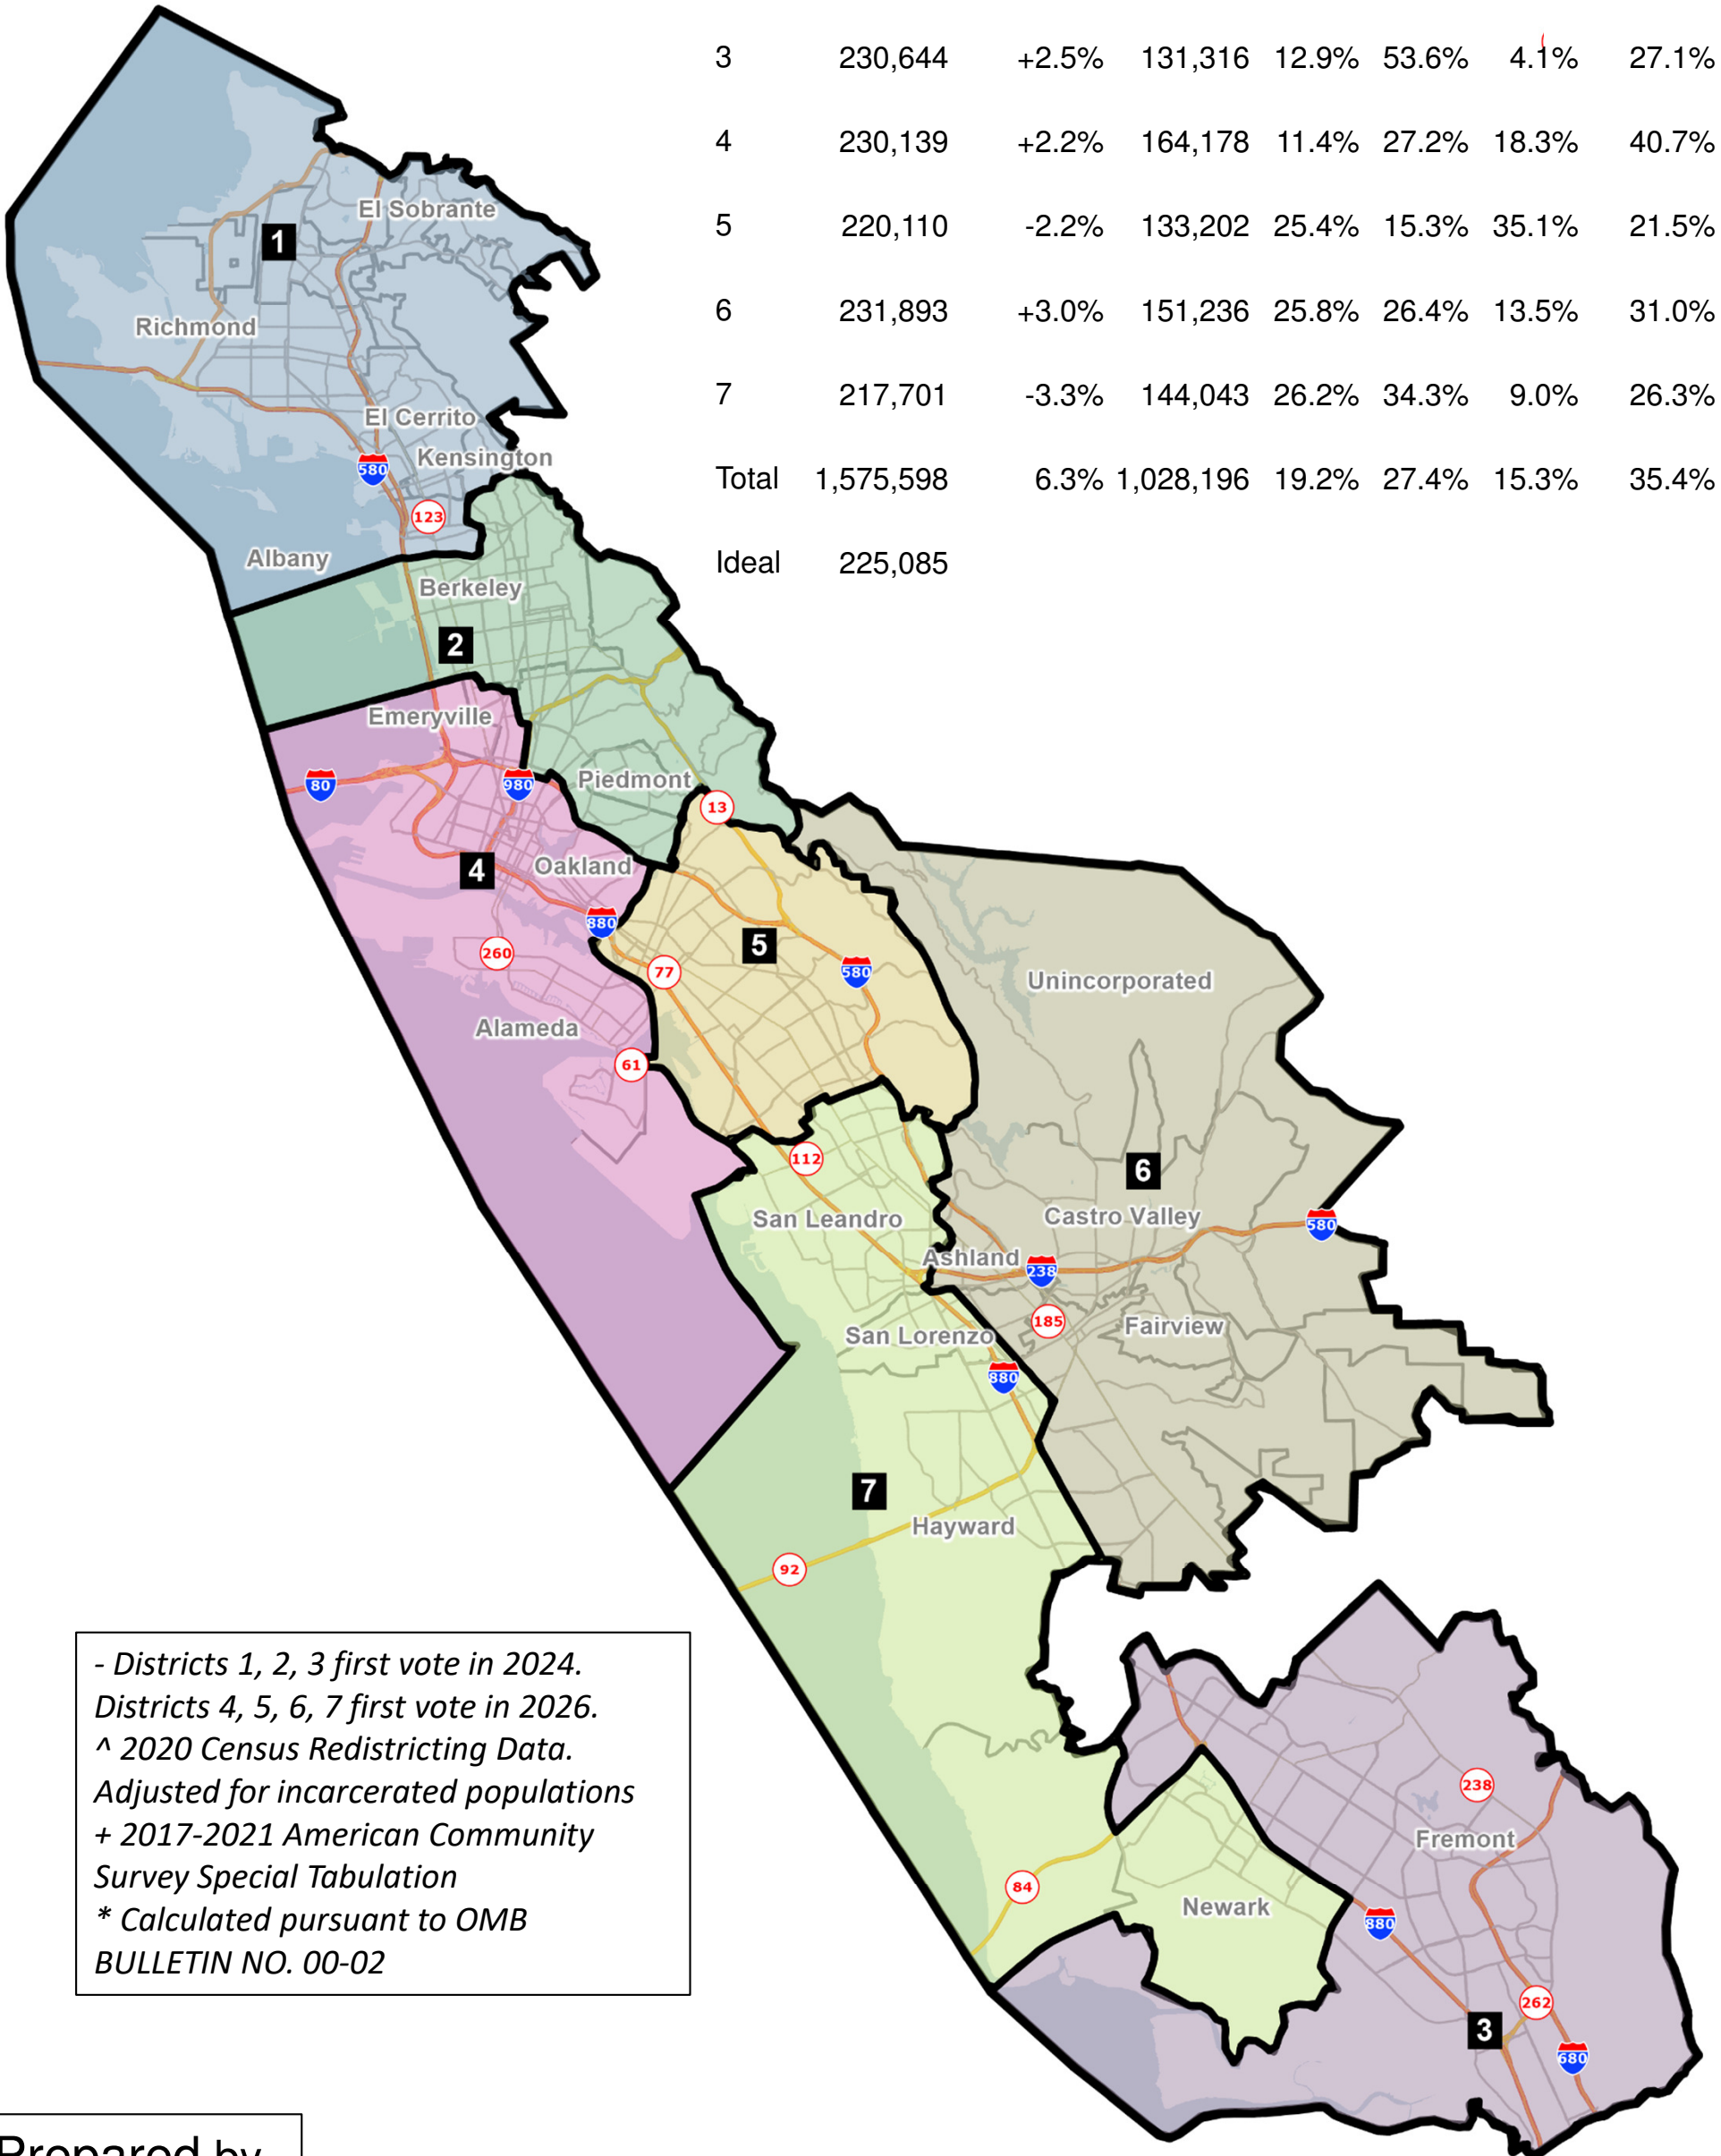 3 230,644 +2.5% 131,316 12.9% 53.6% 4.1% 27.1%
4 230,139 +2.2% 164,178 11.4% 27.2% 18.3% 40.7%
5 220,110 -2.2% 133,202 25.4% 15.3% 35.1% 21.5%
6 231,893 +3.0% 151,236 25.8% 26.4% 13.5% 31.0%
7 217,701 -3.3% 144,043 26.2% 34.3% 9.0% 26.3%
Total 1,575,598 6.3% 1,028,196 19.2% 27.4% 15.3% 35.4%
Ideal 225,085
El Sobrante
1
Richmond
El Cerrito
Kensington
580
123
Albany
Berkeley
2
Emeryville
80
980
Piedmont
13
4
Oakland
880
5
260
77
580
Unincorporated
Alameda
61
112
6
San Leandro
Castro Valley
580
Ashland
238
185
San Lorenzo
Fairview
880
7
Hayward
92
- Districts 1, 2, 3 first vote in 2024.
Districts 4, 5, 6, 7 first vote in 2026.
^ 2020 Census Redistricting Data.
Adjusted for incarcerated populations
+ 2017-2021 American Community
Survey Special Tabulation
* Calculated pursuant to OMB
BULLETIN NO. 00-02
238
Fremont
84
Newark
880
262
3
680
Prepared by